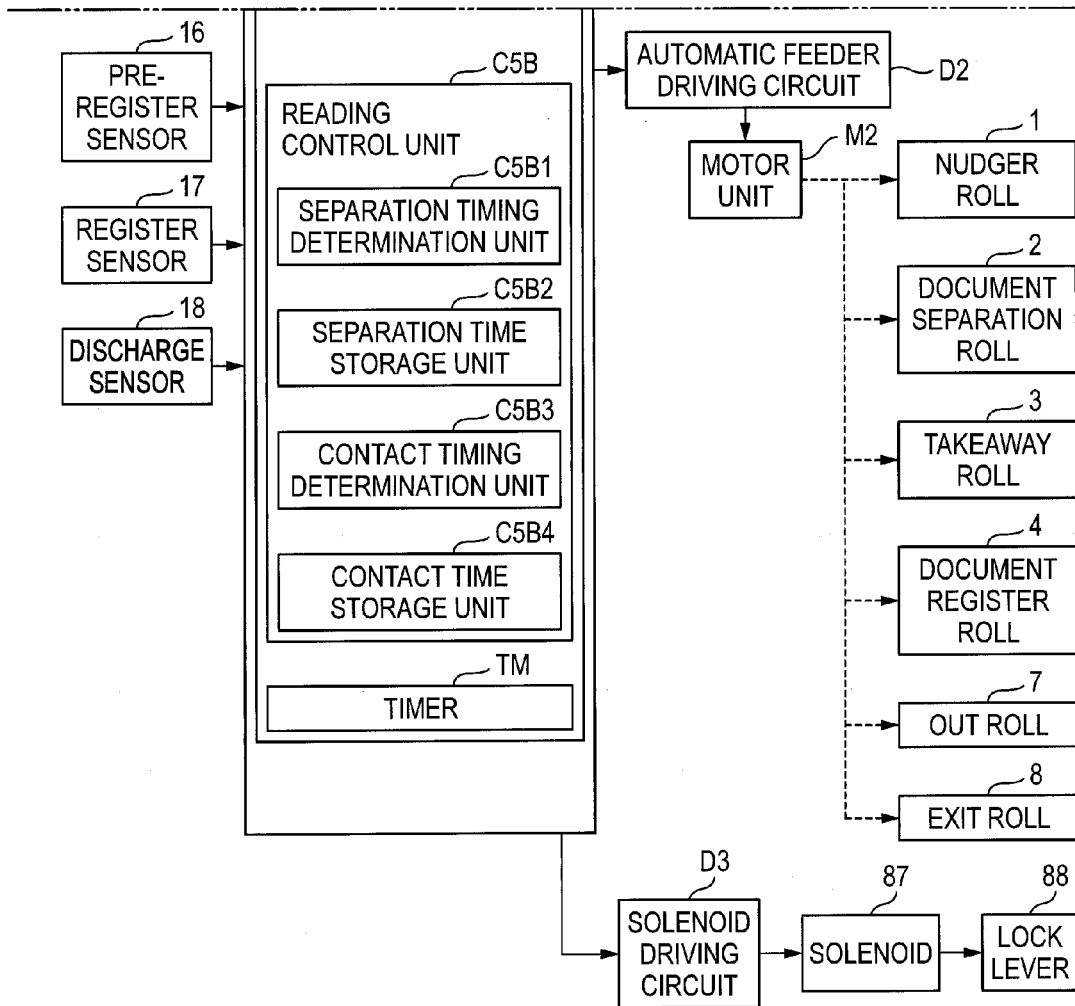 16
PRE-
REGISTER
SENSOR
17
REGISTER
SENSOR
18
DISCHARGE
SENSOR
C5B
READING
CONTROL UNIT
C5B1
SEPARATION TIMING
DETERMINATION UNIT
C5B2
SEPARATION TIME
STORAGE UNIT
C5B3
CONTACT TIMING
DETERMINATION UNIT
C5B4
CONTACT TIME
STORAGE UNIT
TM
TIMER
AUTOMATIC FEEDER
DRIVING CIRCUIT
D2
M2
MOTOR
UNIT
1
NUDGER
ROLL
2
DOCUMENT
SEPARATION
ROLL
3
TAKEAWAY
ROLL
4
DOCUMENT
REGISTER
ROLL
7
OUT ROLL
8
EXIT ROLL
D3
SOLENOID
DRIVING
CIRCUIT
87
SOLENOID
88
LOCK
LEVER